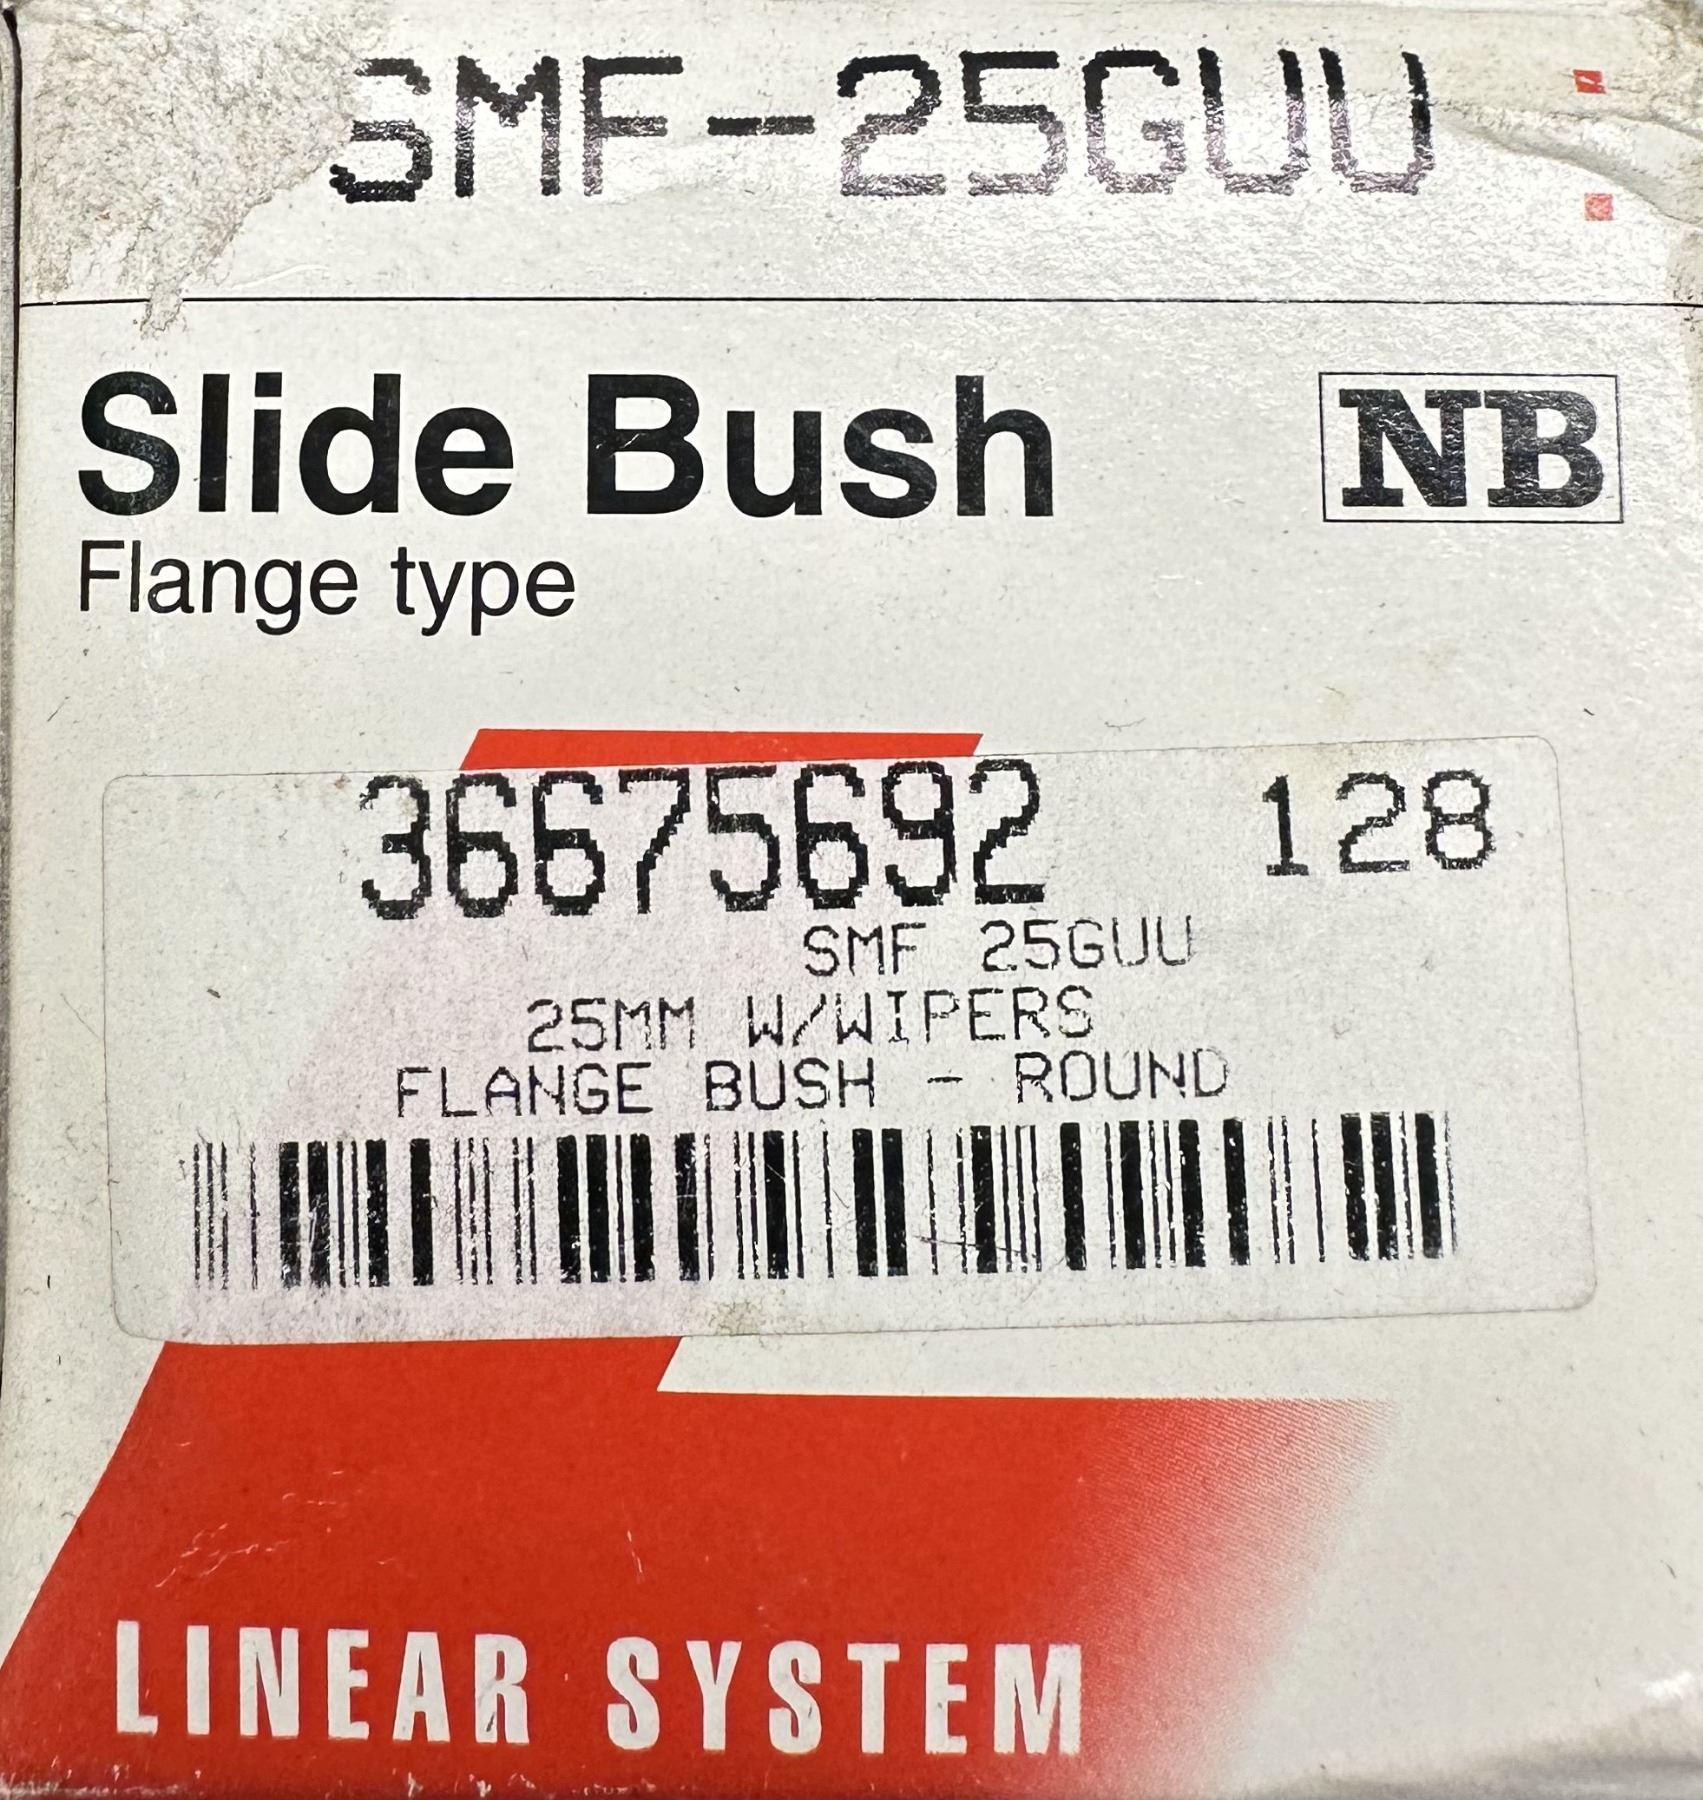 SMF-25GUU
Slide Bush
NB
Flange type
36675692 128
SMF 25GUU
25MM W/WIPERS
FLANGE BUSH - ROUND
LINEAR SYSTEM